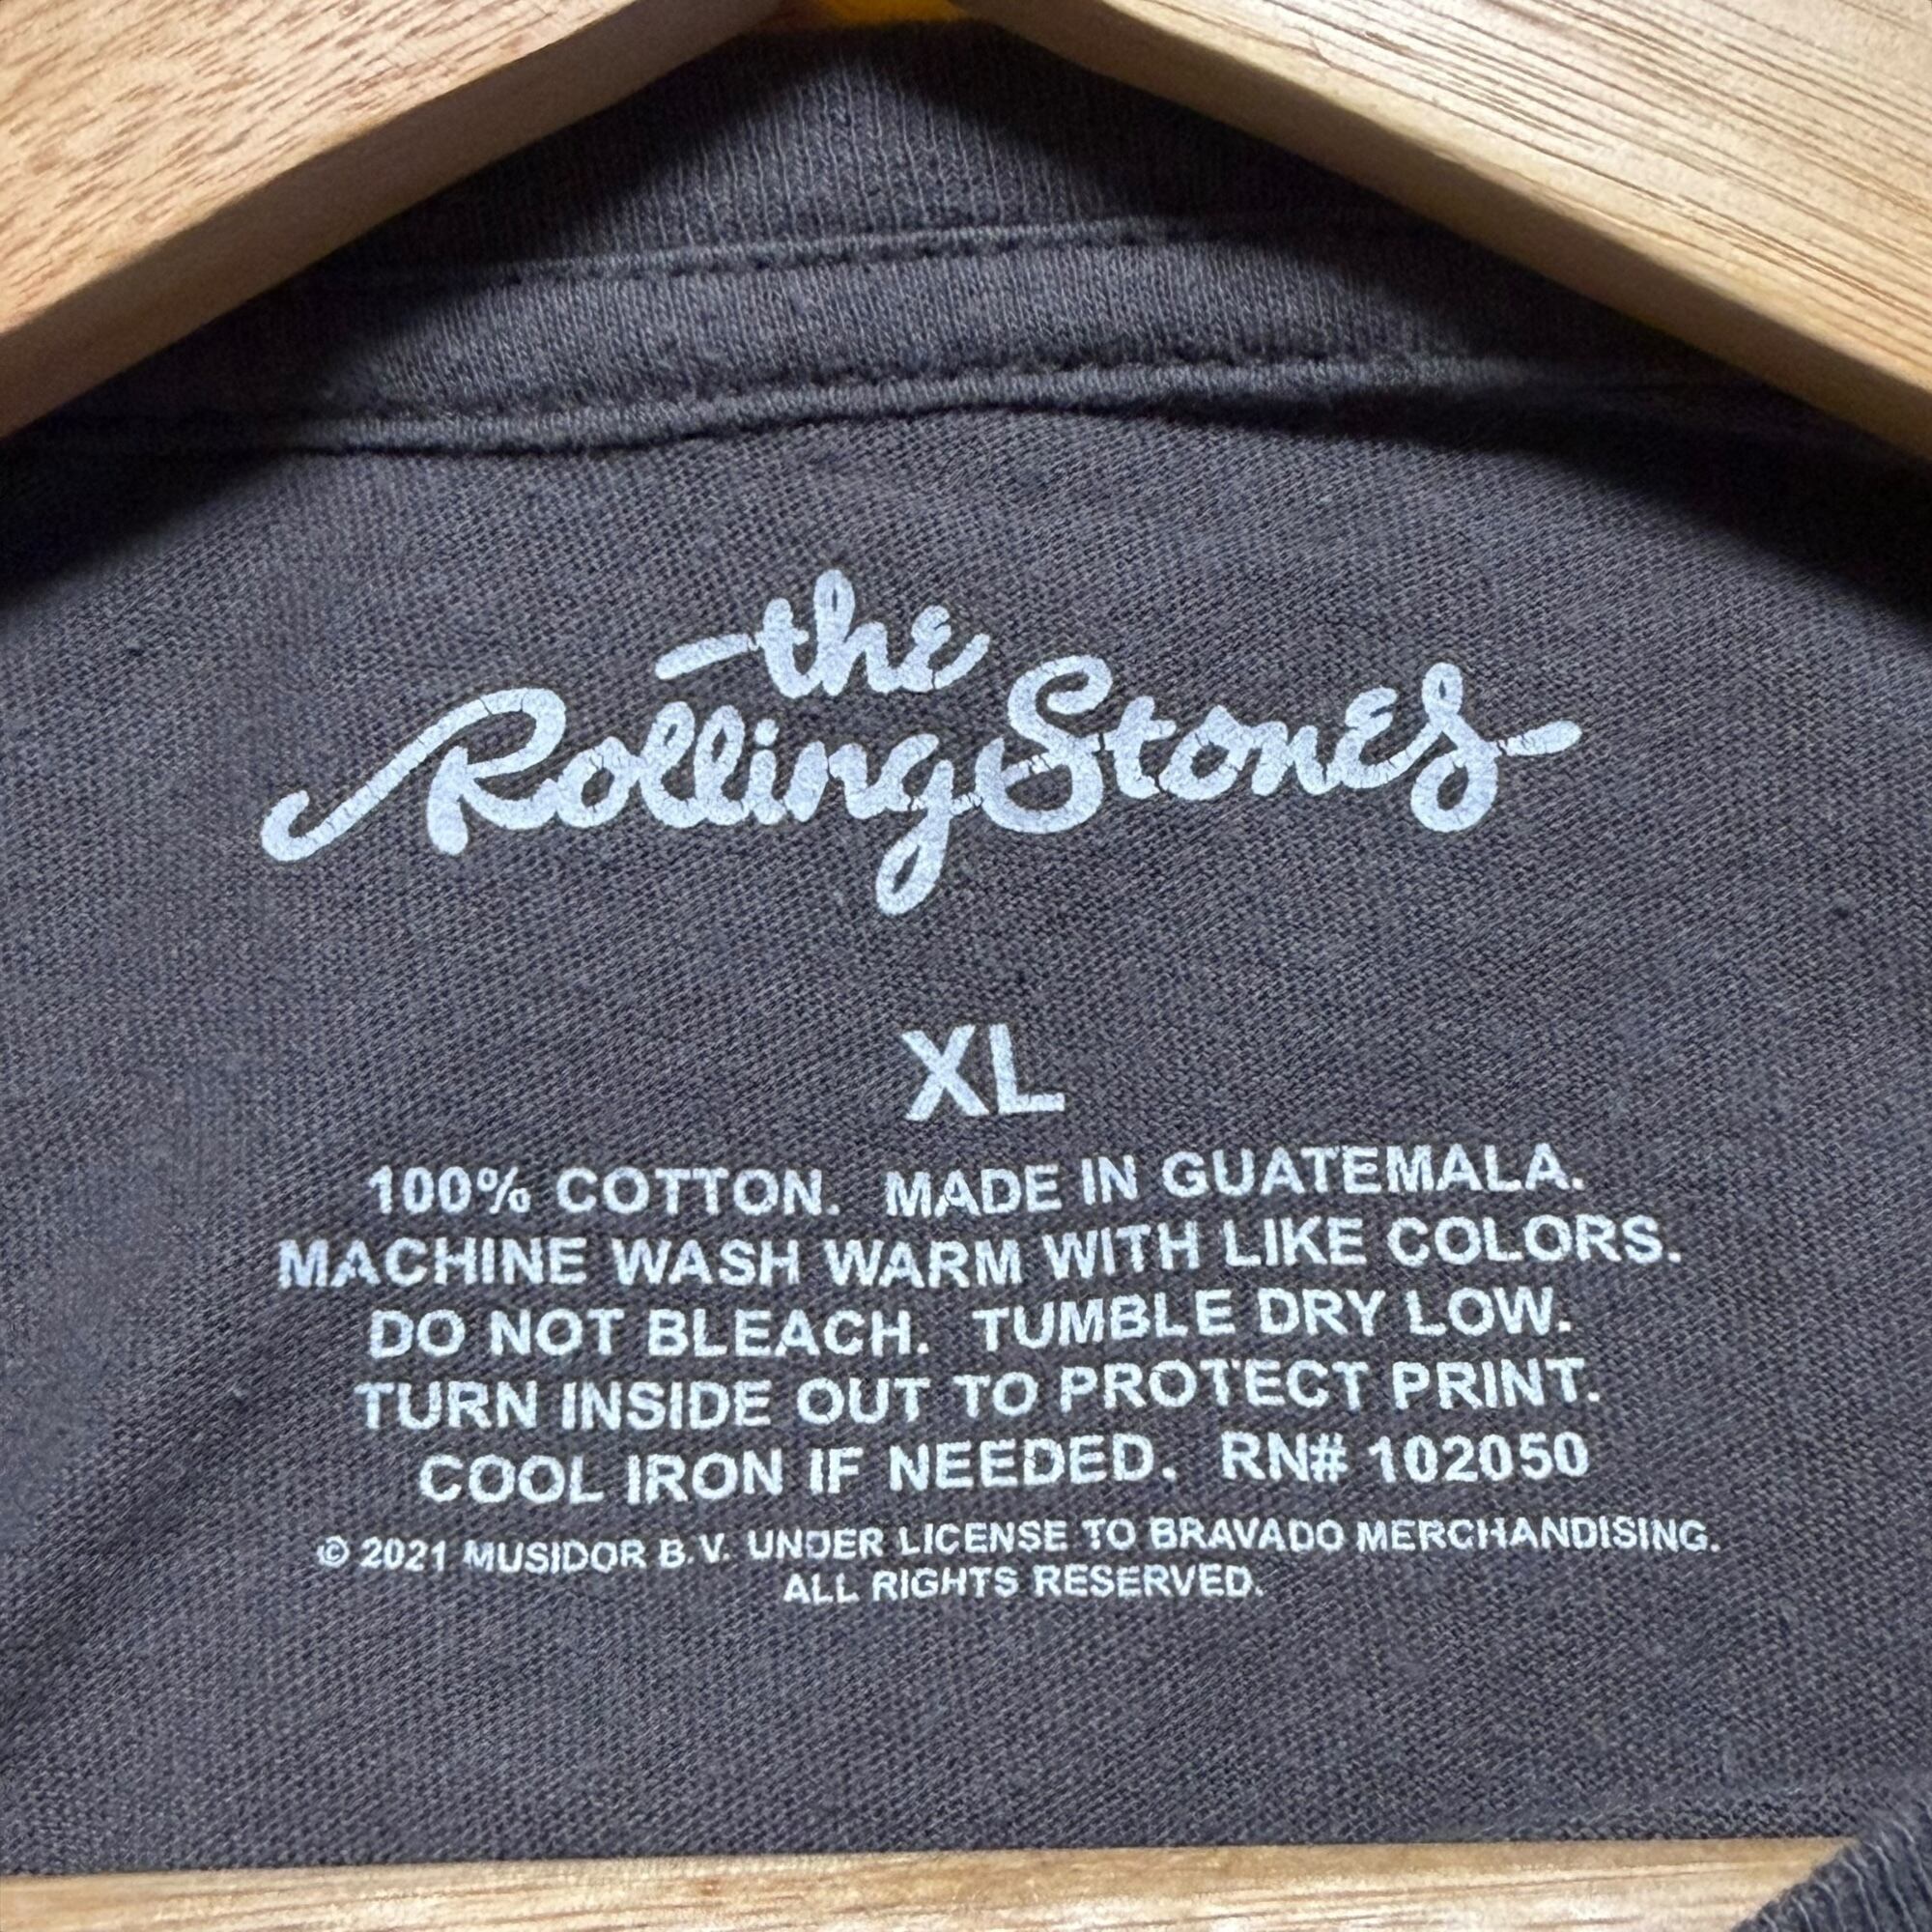 the
Rolling Stones
XL
100% COTTON. MADE IN GUATEMALA.
MACHINE WASH WARM WITH LIKE COLORS.
DO NOT BLEACH. TUMBLE DRY LOW.
TURN INSIDE OUT TO PROTECT PRINT.
COOL IRON IF NEEDED. RN# 102050
© 2021 MUSIDOR B.V. UNDER LICENSE TO BRAVADO MERCHANDISING.
ALL RIGHTS RESERVED.